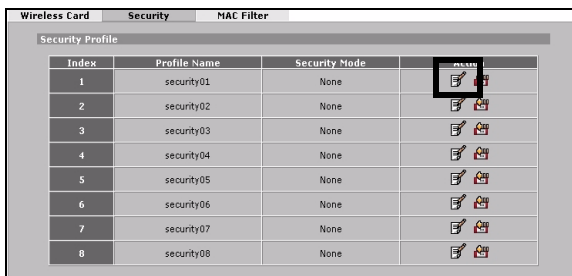 Wireless Card Security MAC Filter
Security Profile
Index Profile Name Security Mode Action
1 security01 None
2 security02 None
3 security03 None
4 security04 None
5 security05 None
6 security06 None
7 security07 None
8 security08 None